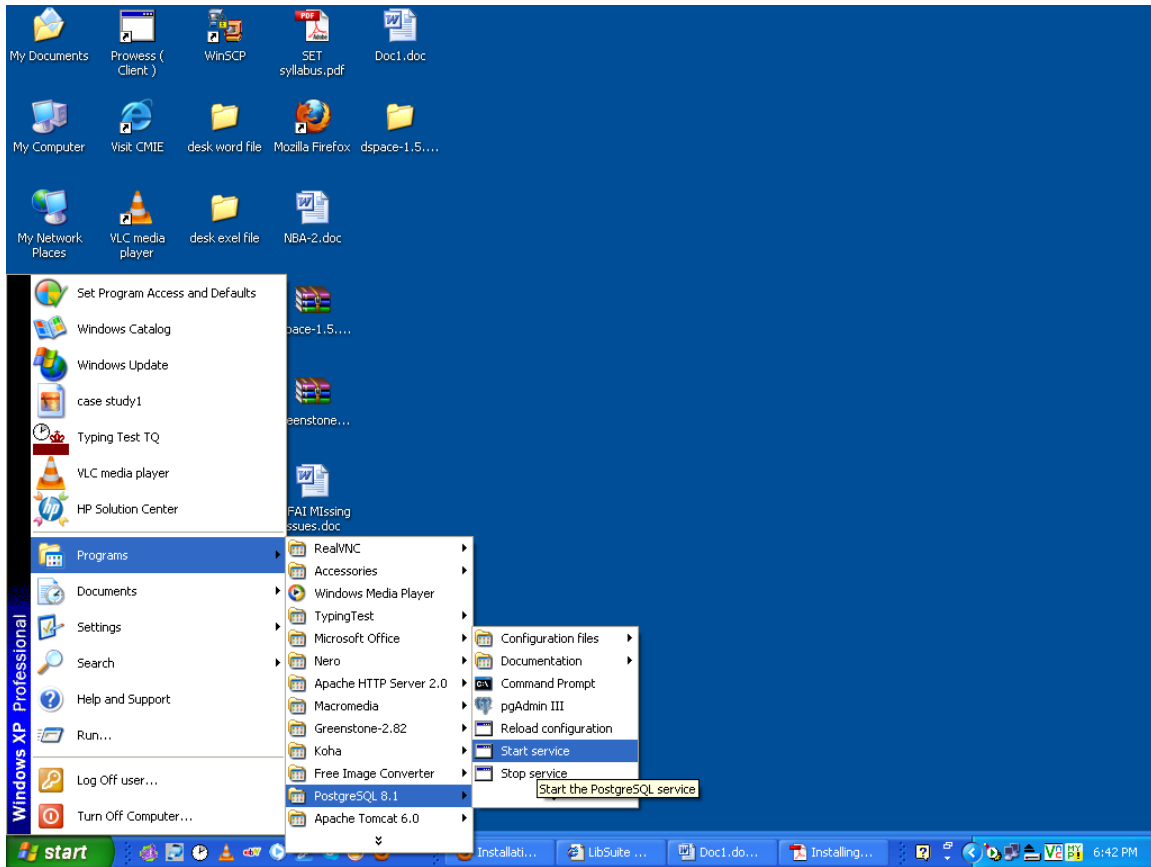 My Documents
Prowess (
Client )
WinSCP
SET
syllabus.pdf
Doc1.doc
My Computer
Visit CMIE
desk word file
Mozilla Firefox
dspace-1.5....
My Network
Places
VLC media
player
desk exel file
NBA-2.doc
pace-1.5....
eenstone...
FAI MIssing
ssues.doc
Set Program Access and Defaults
Windows Catalog
Windows Update
case study1
Typing Test TQ
VLC media player
HP Solution Center
Programs
Documents
Settings
Search
Help and Support
Run...
Log Off user...
Turn Off Computer...
Windows XP Professional
RealVNC
Accessories
Windows Media Player
TypingTest
Microsoft Office
Nero
Apache HTTP Server 2.0
Macromedia
Greenstone-2.82
Koha
Free Image Converter
PostgreSQL 8.1
Apache Tomcat 6.0
Configuration files
Documentation
Command Prompt
pgAdmin III
Reload configuration
Start service
Stop service
Start the PostgreSQL service
start
Installati...
LibSuite ...
Doc1.do...
Installing...
6:42 PM